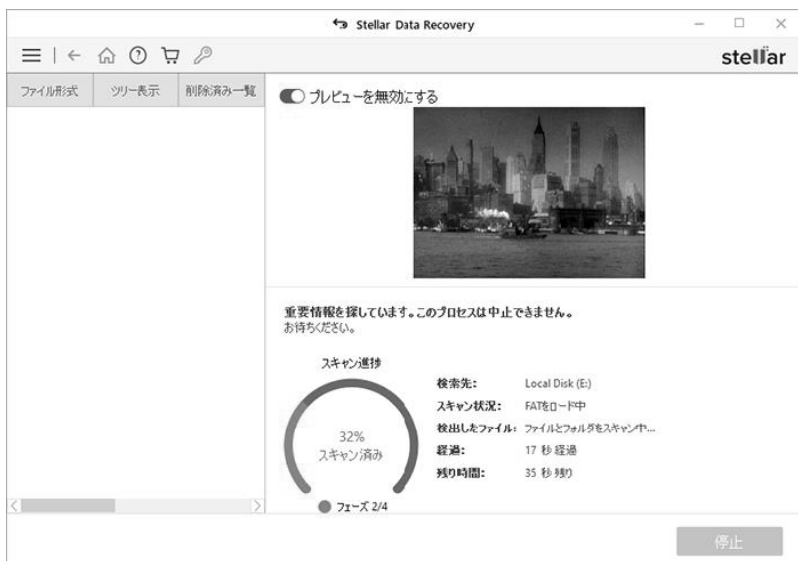 Stellar Data Recovery
stellar
ファイル形式 ツリー表示 削除済み一覧
プレビューを無効にする
重要情報を探しています。このプロセスは中止できません。
お待ちください。
スキャン進捗
32%
スキャン済み
フェーズ 2/4
検索先: Local Disk (E:)
スキャン状況: FATをロード中
検出したファイル: ファイルとフォルダをスキャン中...
経過: 17 秒 経過
残り時間: 35 秒 残り
停止